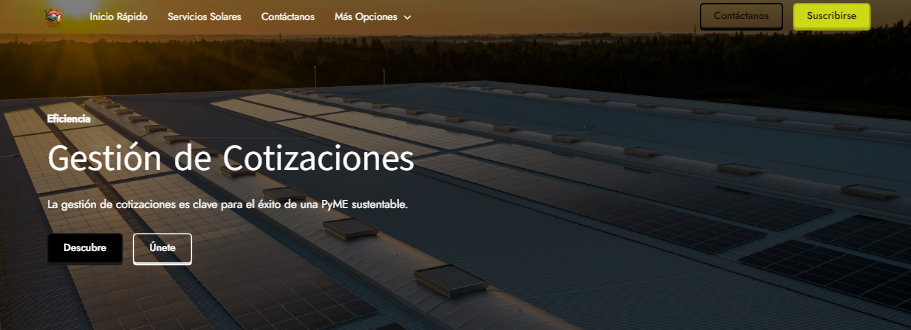 Inicio Rápido
Servicios Solares
Contáctanos
Más Opciones
Contáctanos
Suscribirse
Eficiencia
Gestión de Cotizaciones
La gestión de cotizaciones es clave para el éxito de una PyME sustentable.
Descubre
Únete